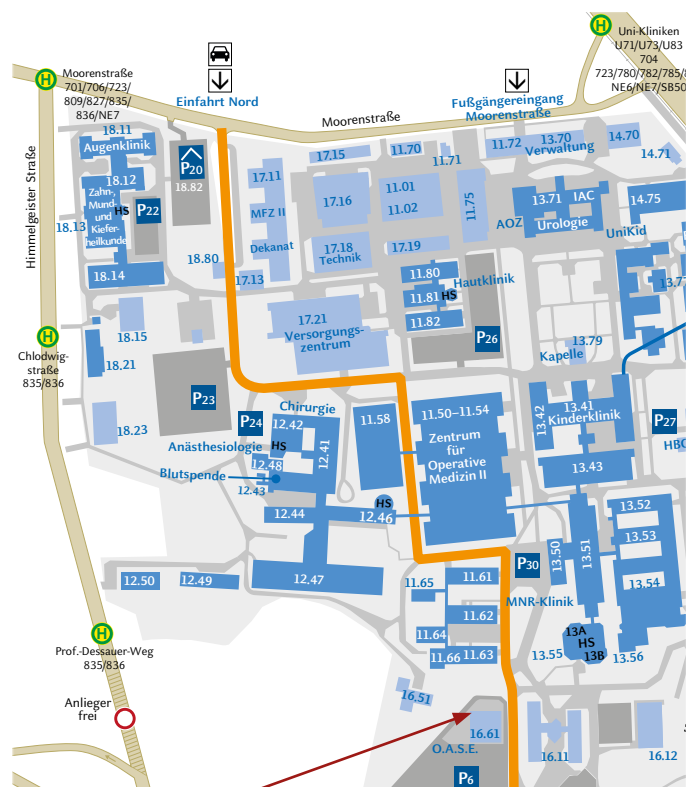 H
Uni-Kliniken
U71/U73/U83
704
723/780/782/785/
NE6/NE7/SB50
H
Moorenstraße
701/706/723/
809/827/835/
836/NE7
Einfahrt Nord
Moorenstraße
Fußgängereingang
Moorenstraße
Himmelgeister Straße
18.11
Augenklinik
18.12
Zahn-
Mund-
und
Kiefer-
heilkunde
HS
18.13
18.14
P20
18.82
P22
18.80
17.11
MFZ II
Dekanat
17.13
17.15
17.16
17.18
Technik
11.70
11.71
11.01
11.02
17.19
11.75
11.72
13.70
Verwaltung
14.70
14.71
13.71
IAC
AOZ
Urologie
14.75
UniKid
13.7
11.80
Hautklinik
11.81
HS
11.82
P26
17.21
Versorgungs-
zentrum
13.79
Kapelle
H
Chlodwig-
straße
835/836
18.15
18.21
18.23
P23
P24
Chirurgie
12.42
Anästhesiologie
HS
12.41
12.48
Blutspende
12.43
11.58
11.50–11.54
Zentrum
für
Operative
Medizin II
13.42
13.41
Kinderklinik
13.43
P27
HBO
12.44
HS
12.46
12.47
12.50
12.49
13.52
13.53
13.54
13.50
13.51
P30
MNR-Klinik
11.61
11.65
11.62
11.64
11.66
11.63
13A
HS
13B
13.55
13.56
H
Prof.-Dessauer-Weg
835/836
Anlieger
frei
16.51
16.61
O.A.S.E.
P6
16.11
16.12